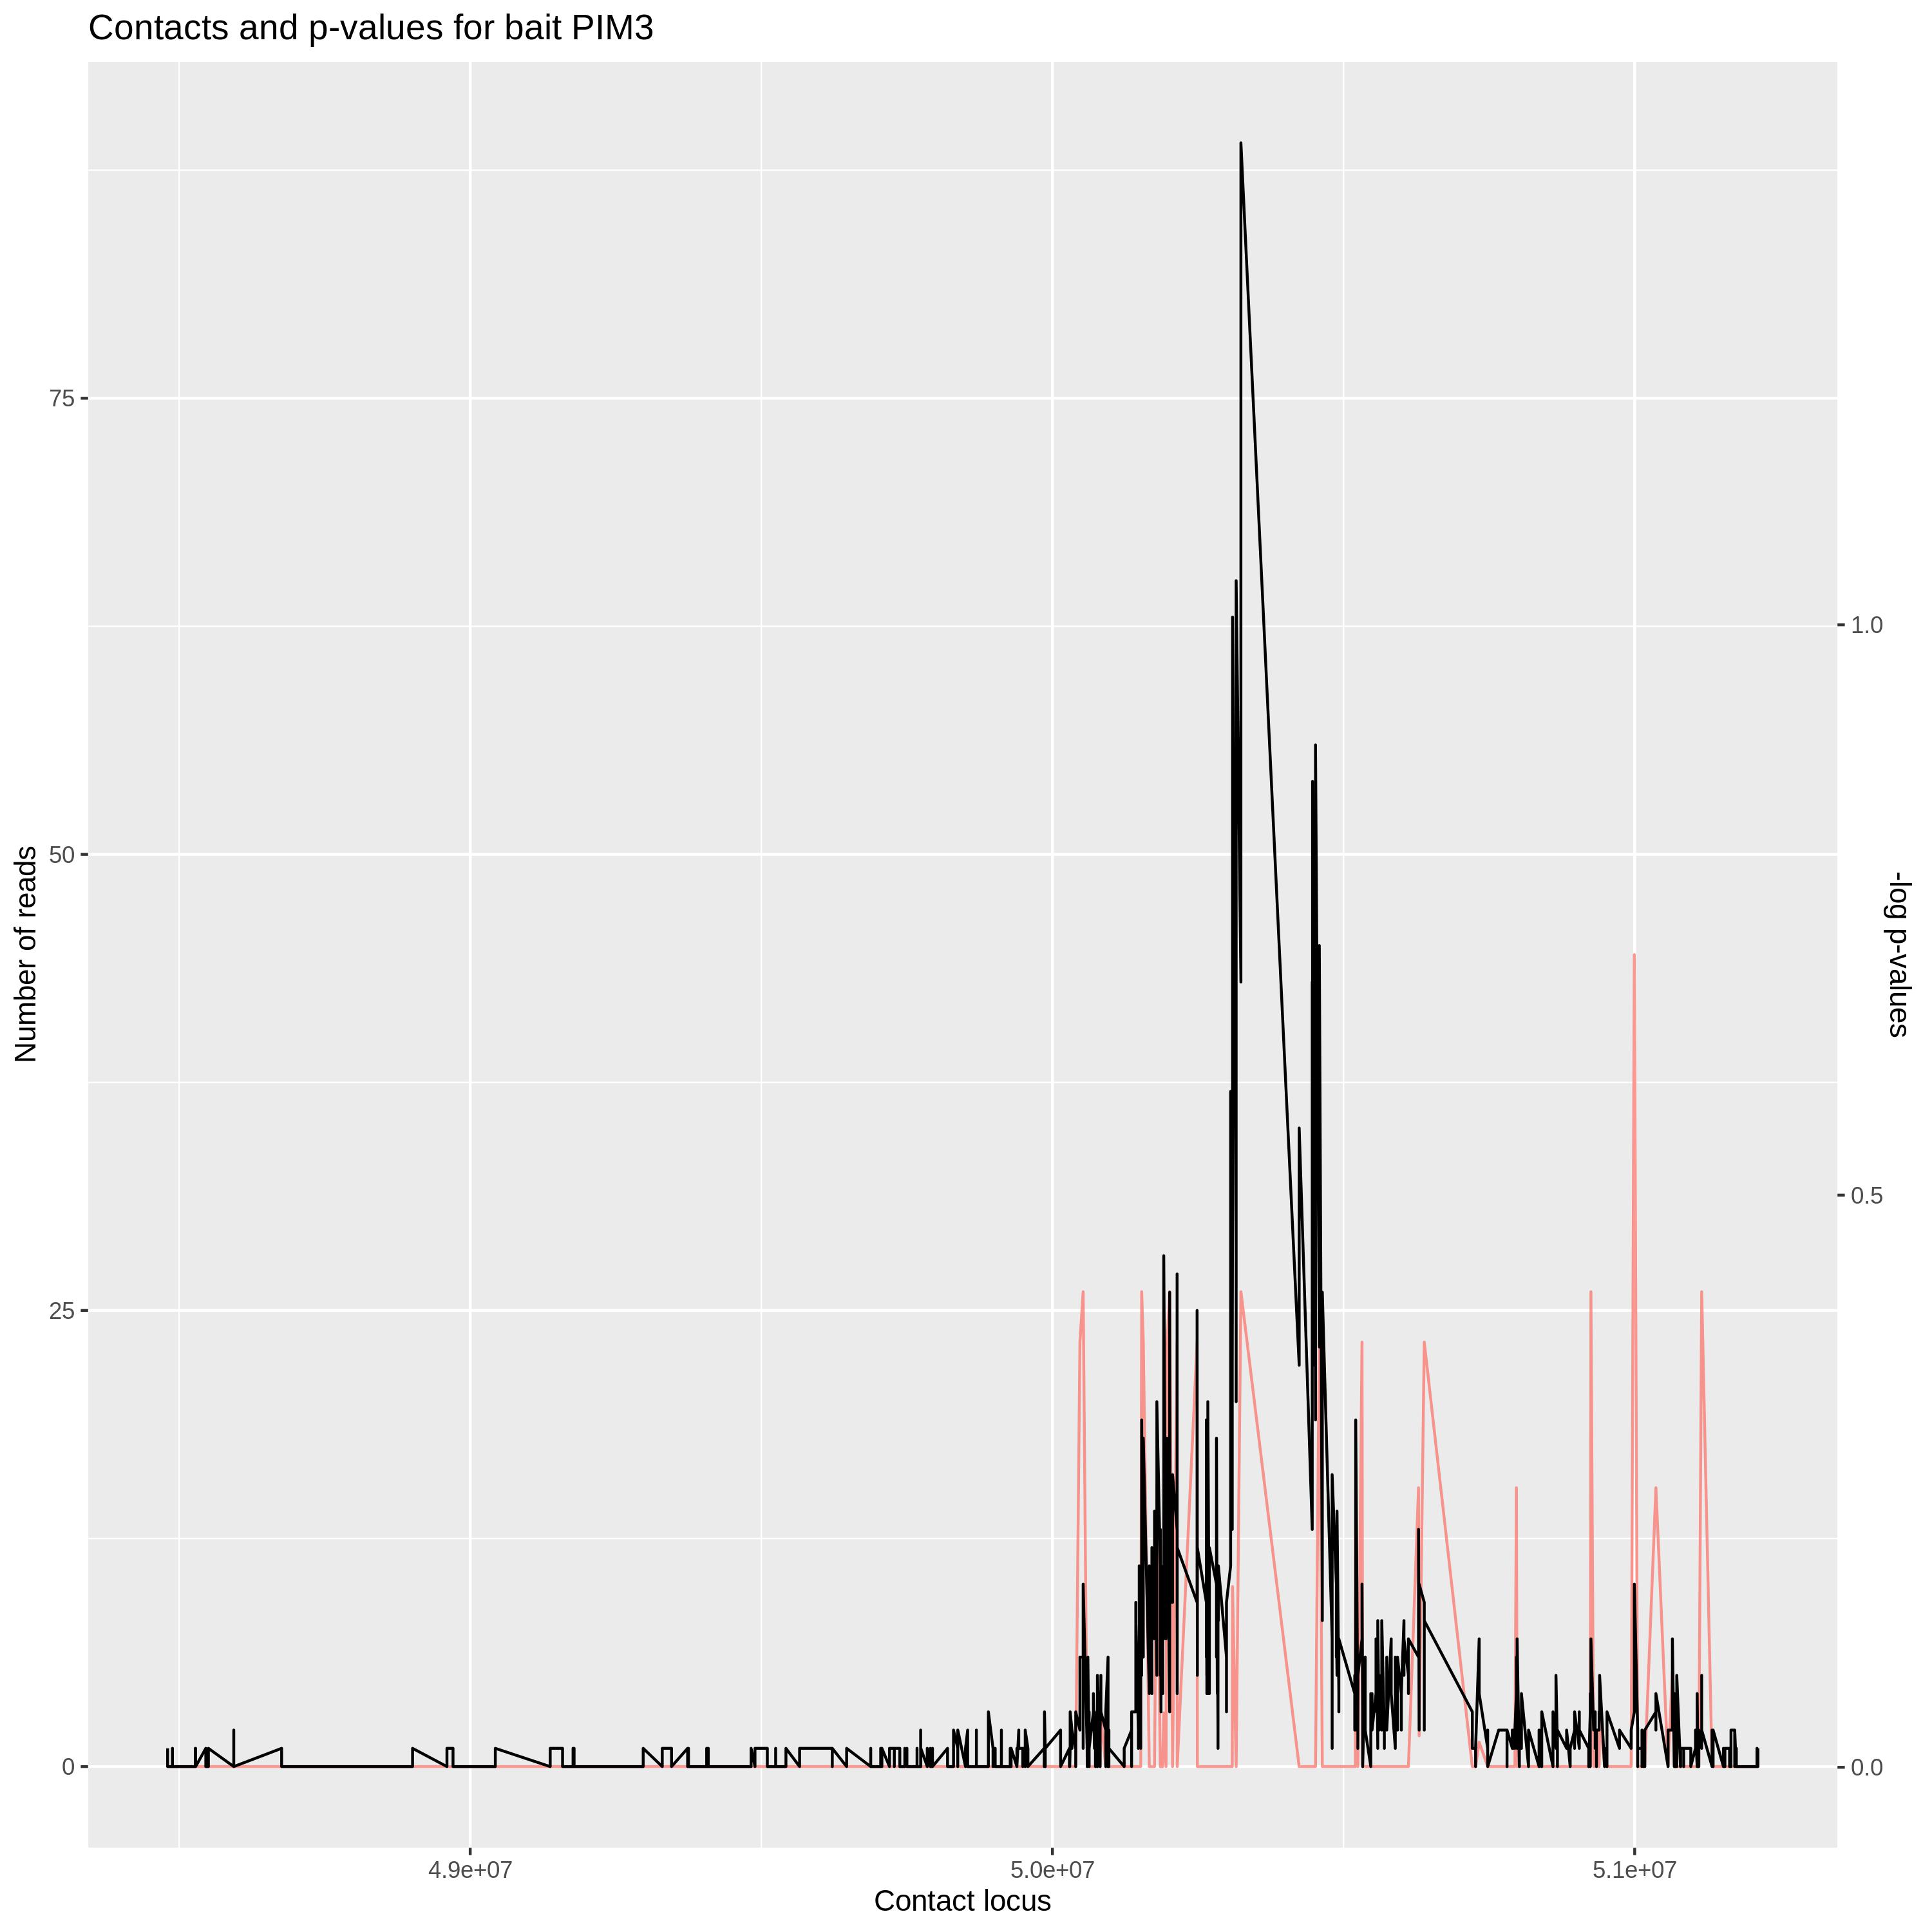 Contacts and p-values for bait PIM3
75
50
25
0
Number of reads
1.0
0.5
0.0
-log p-values
4.9e+07
5.0e+07
5.1e+07
Contact locus